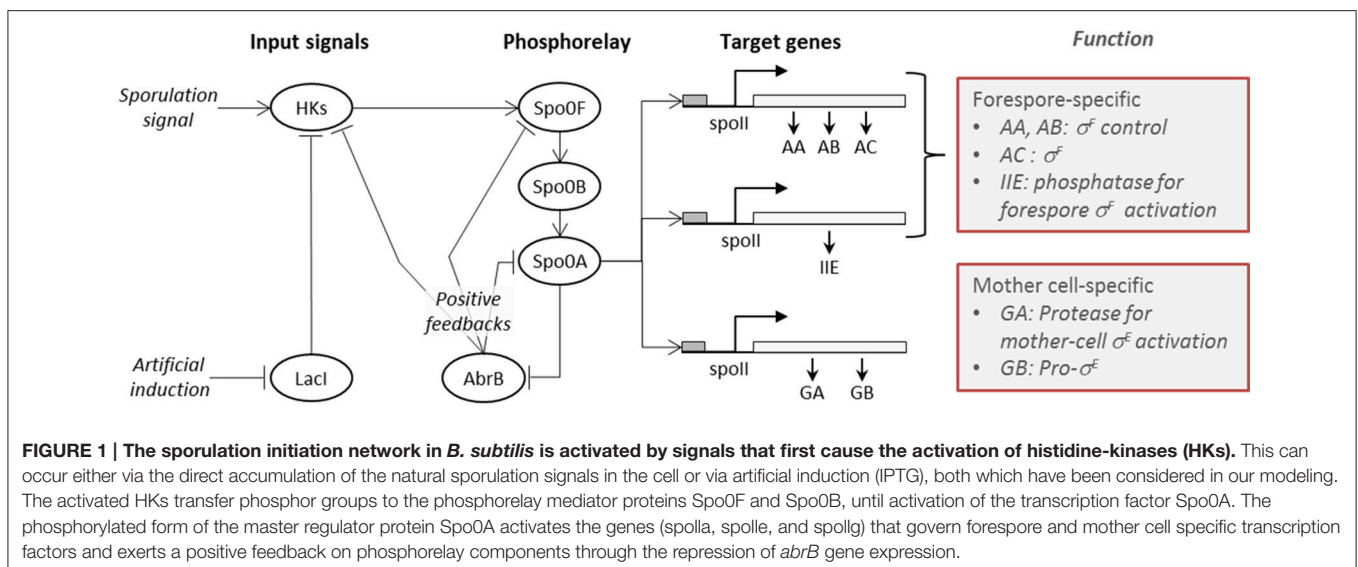 Input signals
Phosphorelay
Target genes
Function
Sporulation
signal
HKs
Spo0F
Spo0B
Spo0A
Positive
feedbacks
Artificial
induction
LacI
AbrB
spoII
AA AB AC
spoII
IIE
spoII
GA GB
Forespore-specific
• AA, AB: σF control
• AC : σF
• IIE: phosphatase for
forespore σF activation
Mother cell-specific
• GA: Protease for
mother-cell σE activation
• GB: Pro-σE
FIGURE 1 | The sporulation initiation network in B. subtilis is activated by signals that first cause the activation of histidine-kinases (HKs). This can
occur either via the direct accumulation of the natural sporulation signals in the cell or via artificial induction (IPTG), both which have been considered in our modeling.
The activated HKs transfer phosphor groups to the phosphorelay mediator proteins Spo0F and Spo0B, until activation of the transcription factor Spo0A. The
phosphorylated form of the master regulator protein Spo0A activates the genes (spoIIa, spoIIe, and spoIIg) that govern forespore and mother cell specific transcription
factors and exerts a positive feedback on phosphorelay components through the repression of abrB gene expression.